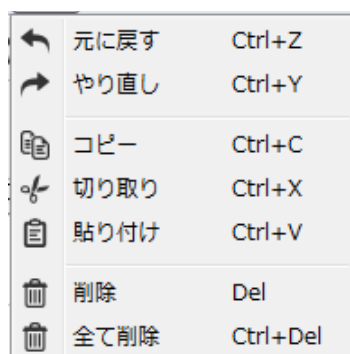 元に戻す Ctrl+Z
やり直し Ctrl+Y
コピー Ctrl+C
切り取り Ctrl+X
貼り付け Ctrl+V
削除 Del
全て削除 Ctrl+Del